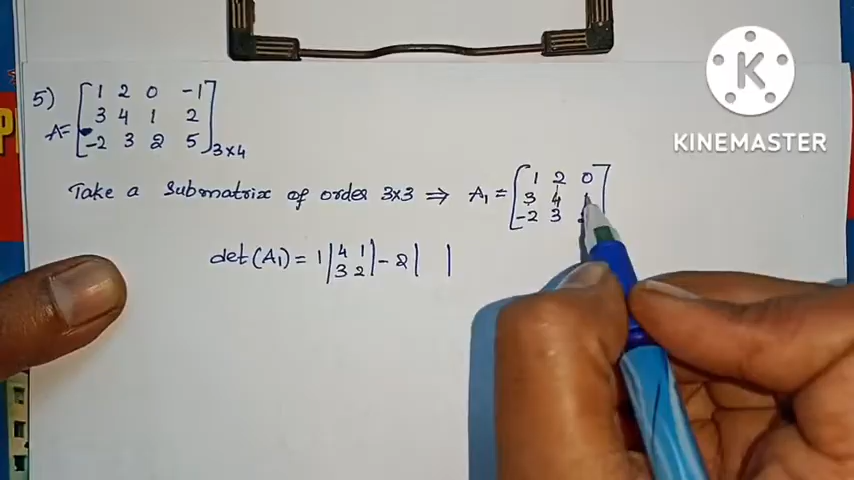 5)
A= [ 1 2 0 -1
3 4 1 2
-2 3 2 5 ]3×4
Take a Submatrix of order 3×3 ⇒ A1 = [ 1 2 0
3 4 1
-2 3 ]
det(A1) = 1 | 4 1 | - 2 | |
3 2
K
KINEMASTER